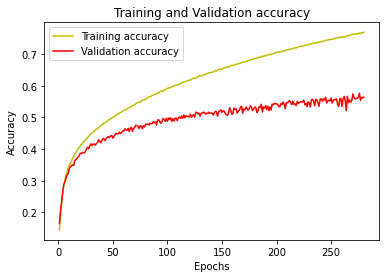 Training and Validation accuracy
Training accuracy
Validation accuracy
Accuracy
0.7
0.6
0.5
0.4
0.3
0.2
0
50
100
150
200
250
Epochs